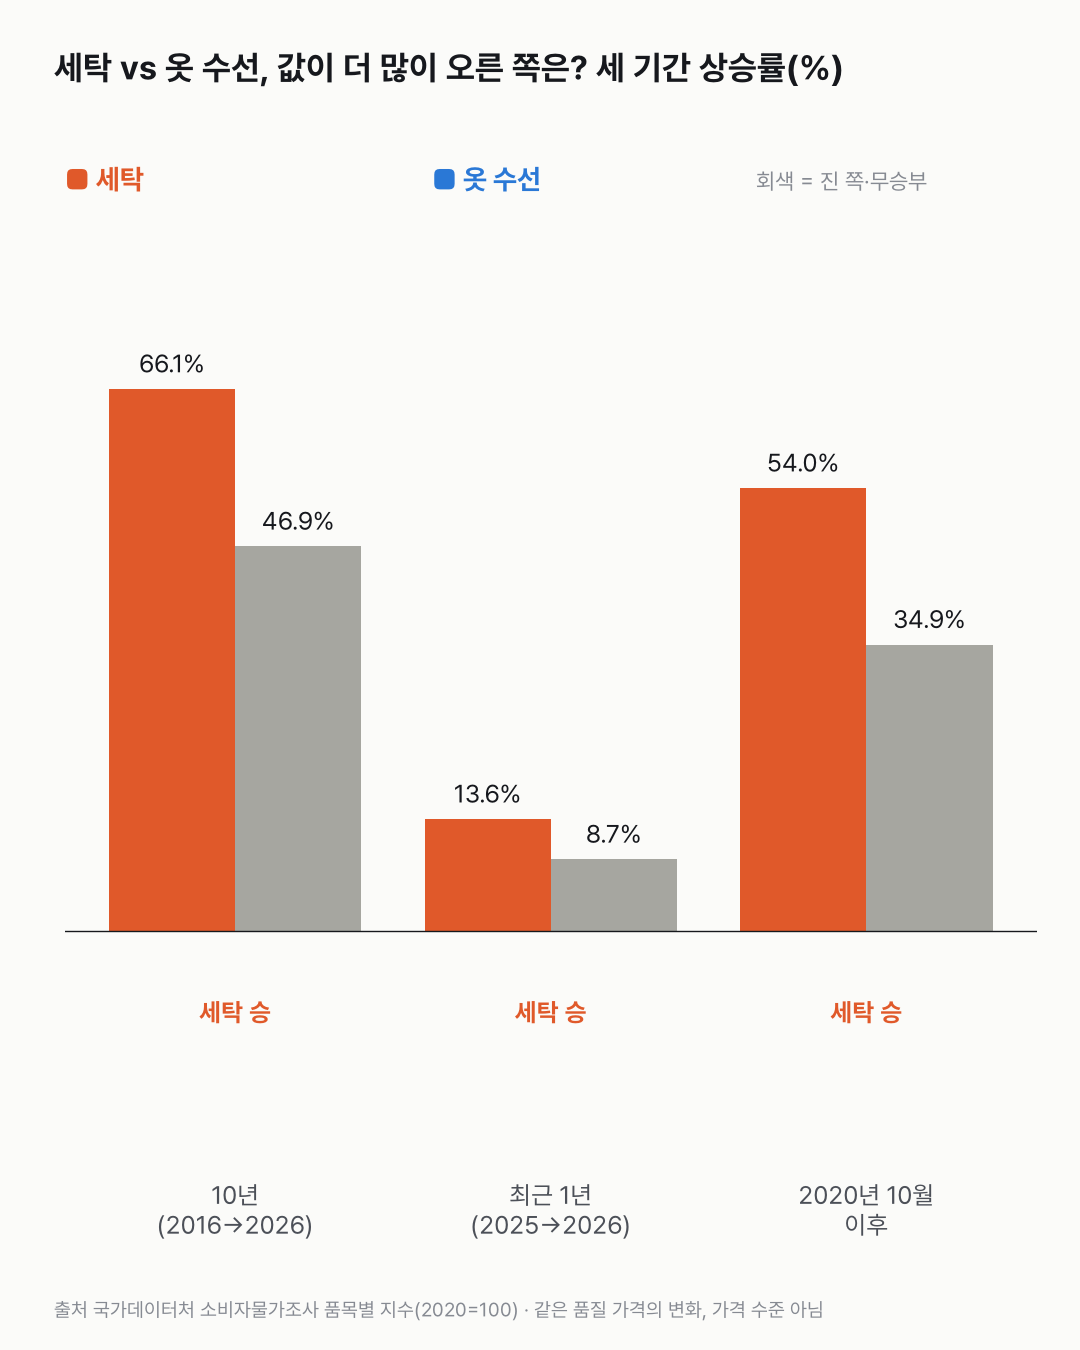 세탁 vs 옷 수선, 값이 더 많이 오른 쪽은? 세 기간 상승률(%)
세탁
옷 수선
회색 = 진 쪽·무승부
66.1%
46.9%
13.6%
8.7%
54.0%
34.9%
세탁 승
세탁 승
세탁 승
10년
(2016→2026)
최근 1년
(2025→2026)
2020년 10월
이후
출처 국가데이터처 소비자물가조사 품목별 지수(2020=100) · 같은 품질 가격의 변화, 가격 수준 아님